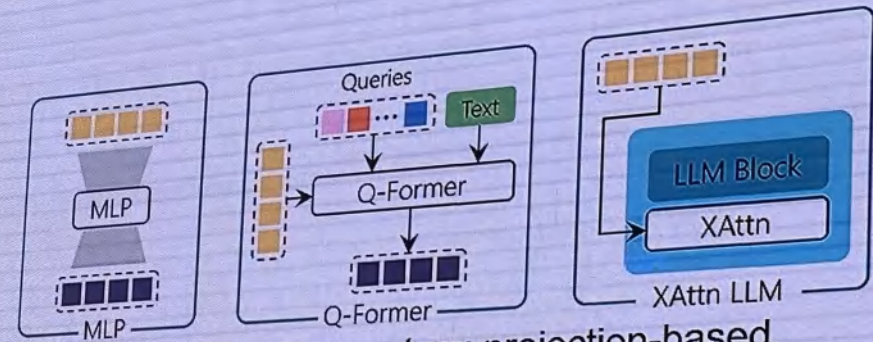 MLP
MLP
Queries
Text
Q-Former
Q-Former
LLM Block
XAttn
XAttn LLM
projection-based